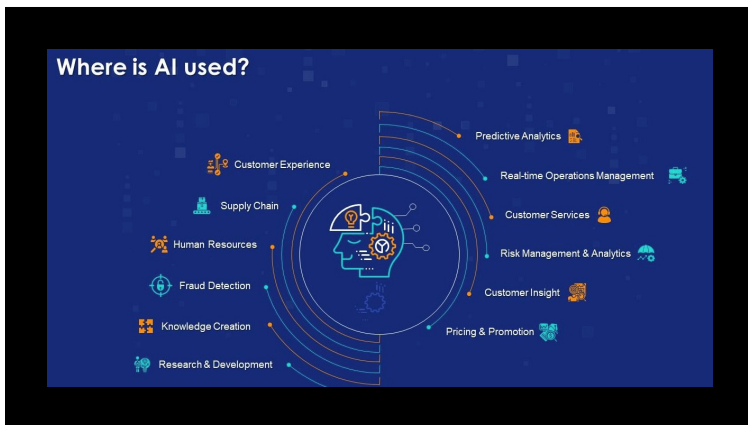 Where is AI used?
Customer Experience
Supply Chain
Human Resources
Fraud Detection
Knowledge Creation
Research & Development
Predictive Analytics
Real-time Operations Management
Customer Services
Risk Management & Analytics
Customer Insight
Pricing & Promotion